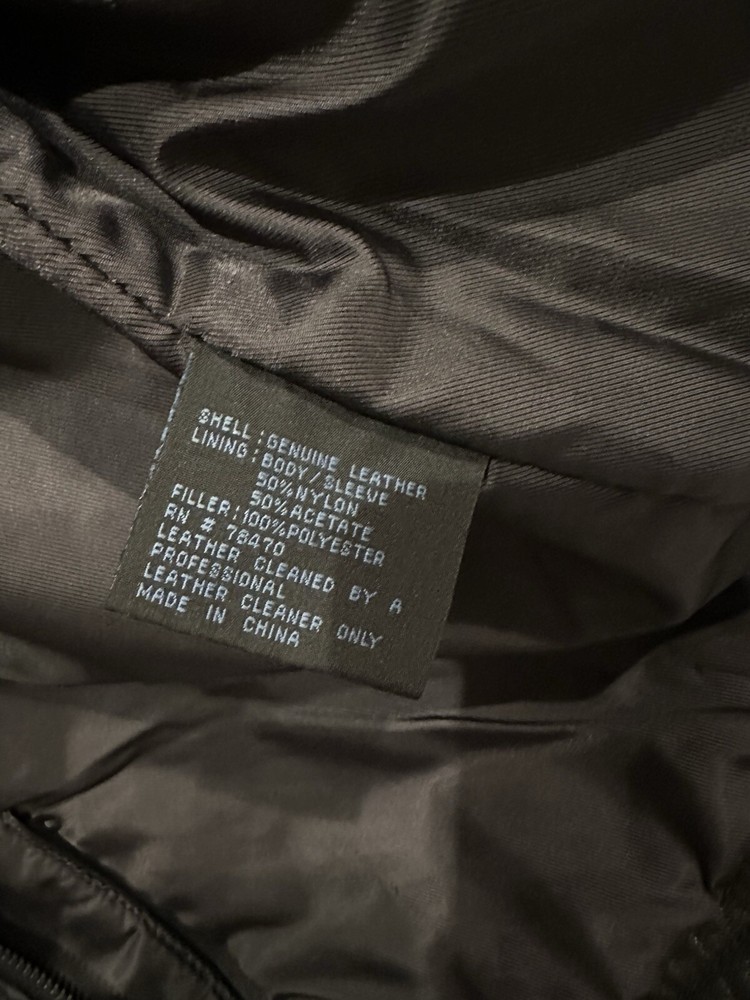 SHELL : GENUINE LEATHER
LINING : BODY/SLEEVE
50% NYLON
50% ACETATE
FILLER : 100% POLYESTER
RN # 78470
LEATHER CLEANED BY A
PROFESSIONAL
LEATHER CLEANER ONLY
MADE IN CHINA